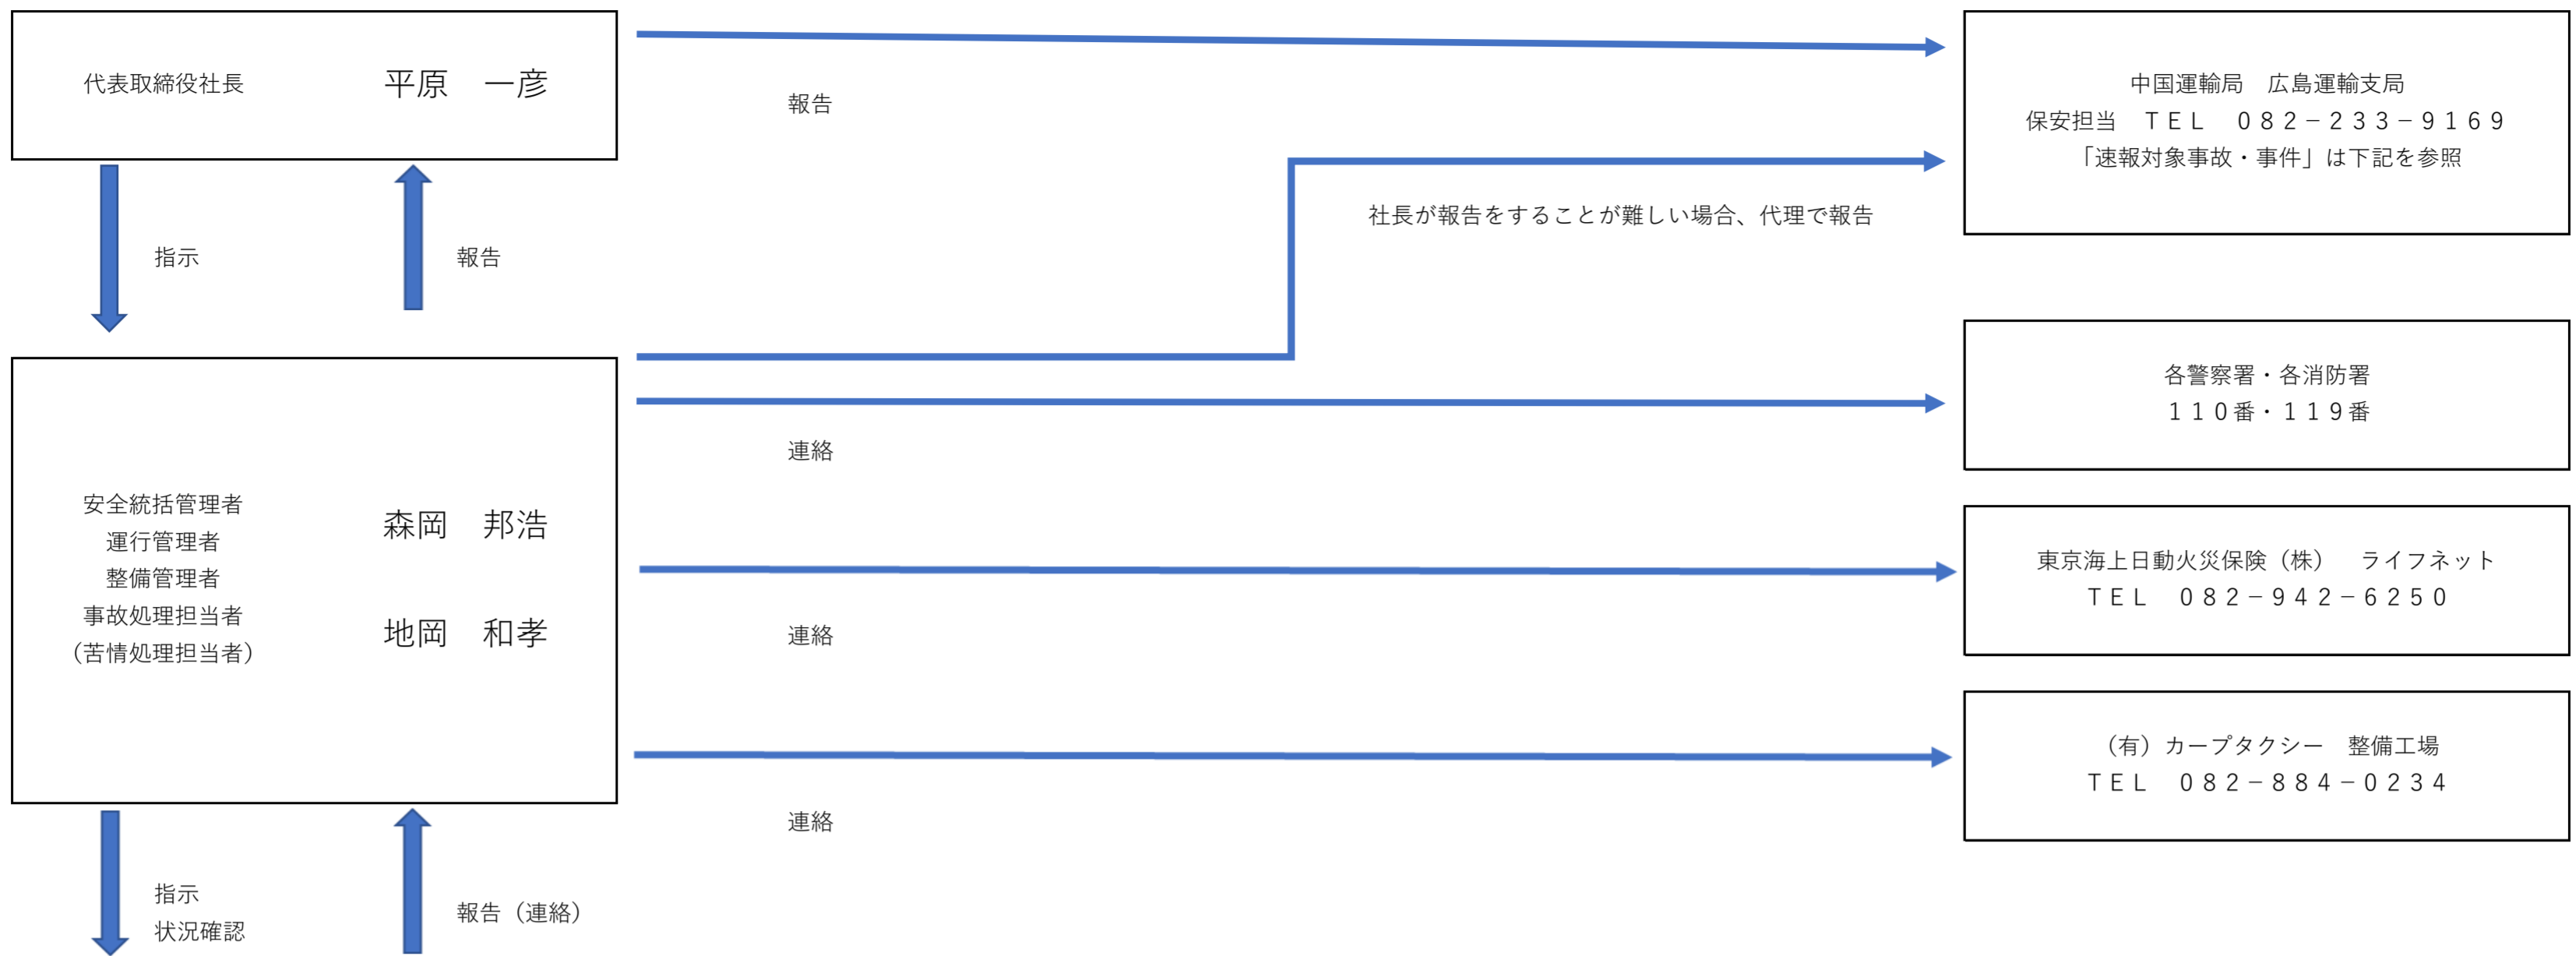 代表取締役社長　平原　一彦
報告
中国運輸局　広島運輸支局
保安担当　ＴＥＬ　０８２－２３３－９１６９
「速報対象事故・事件」は下記を参照
社長が報告をすることが難しい場合、代理で報告
指示
報告
各警察署・各消防署
１１０番・１１９番
連絡
安全統括管理者
運行管理者
整備管理者
事故処理担当者
（苦情処理担当者）
森岡　邦浩
地岡　和孝
東京海上日動火災保険（株）　ライフネット
ＴＥＬ　０８２－９４２－６２５０
連絡
（有）カープタクシー　整備工場
ＴＥＬ　０８２－８８４－０２３４
連絡
指示
状況確認
報告（連絡）